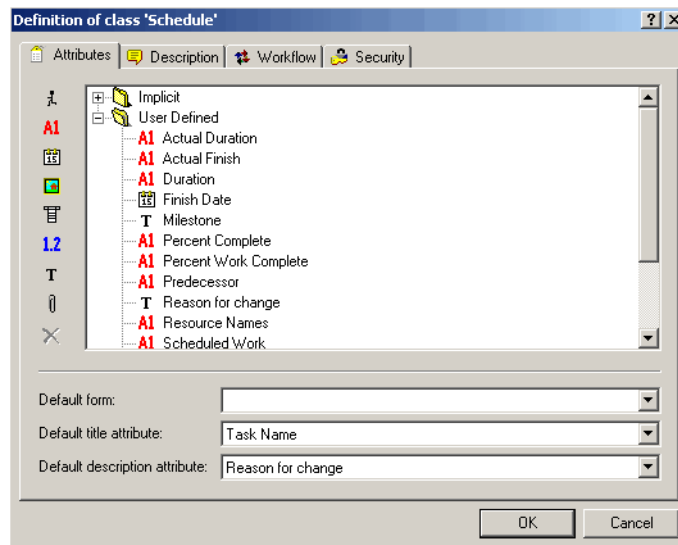 Definition of class 'Schedule'
Attributes Description Workflow Security
Implicit
User Defined
A1 Actual Duration
A1 Actual Finish
A1 Duration
15 Finish Date
T Milestone
A1 Percent Complete
A1 Percent Work Complete
A1 Predecessor
T Reason for change
A1 Resource Names
A1 Scheduled Work
A1
15
1.2
T
Default form:
Default title attribute: Task Name
Default description attribute: Reason for change
OK Cancel